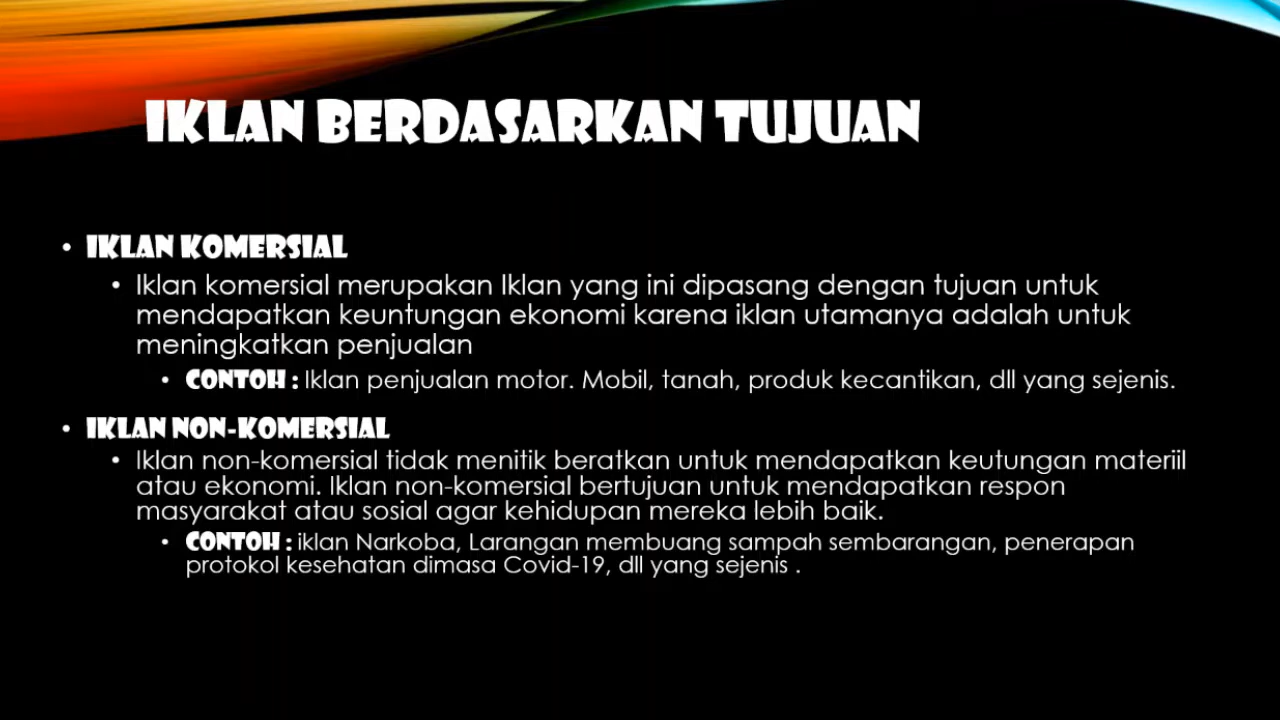 IKLAN BERDASARKAN TUJUAN
• IKLAN KOMERSIAL
• Iklan komersial merupakan Iklan yang ini dipasang dengan tujuan untuk
mendapatkan keuntungan ekonomi karena iklan utamanya adalah untuk
meningkatkan penjualan
• CONTOH : Iklan penjualan motor. Mobil, tanah, produk kecantikan, dll yang sejenis.
• IKLAN NON-KOMERSIAL
• Iklan non-komersial tidak menitik beratkan untuk mendapatkan keutungan materiil
atau ekonomi. Iklan non-komersial bertujuan untuk mendapatkan respon
masyarakat atau sosial agar kehidupan mereka lebih baik.
• CONTOH : iklan Narkoba, Larangan membuang sampah sembarangan, penerapan
protokol kesehatan dimasa Covid-19, dll yang sejenis .